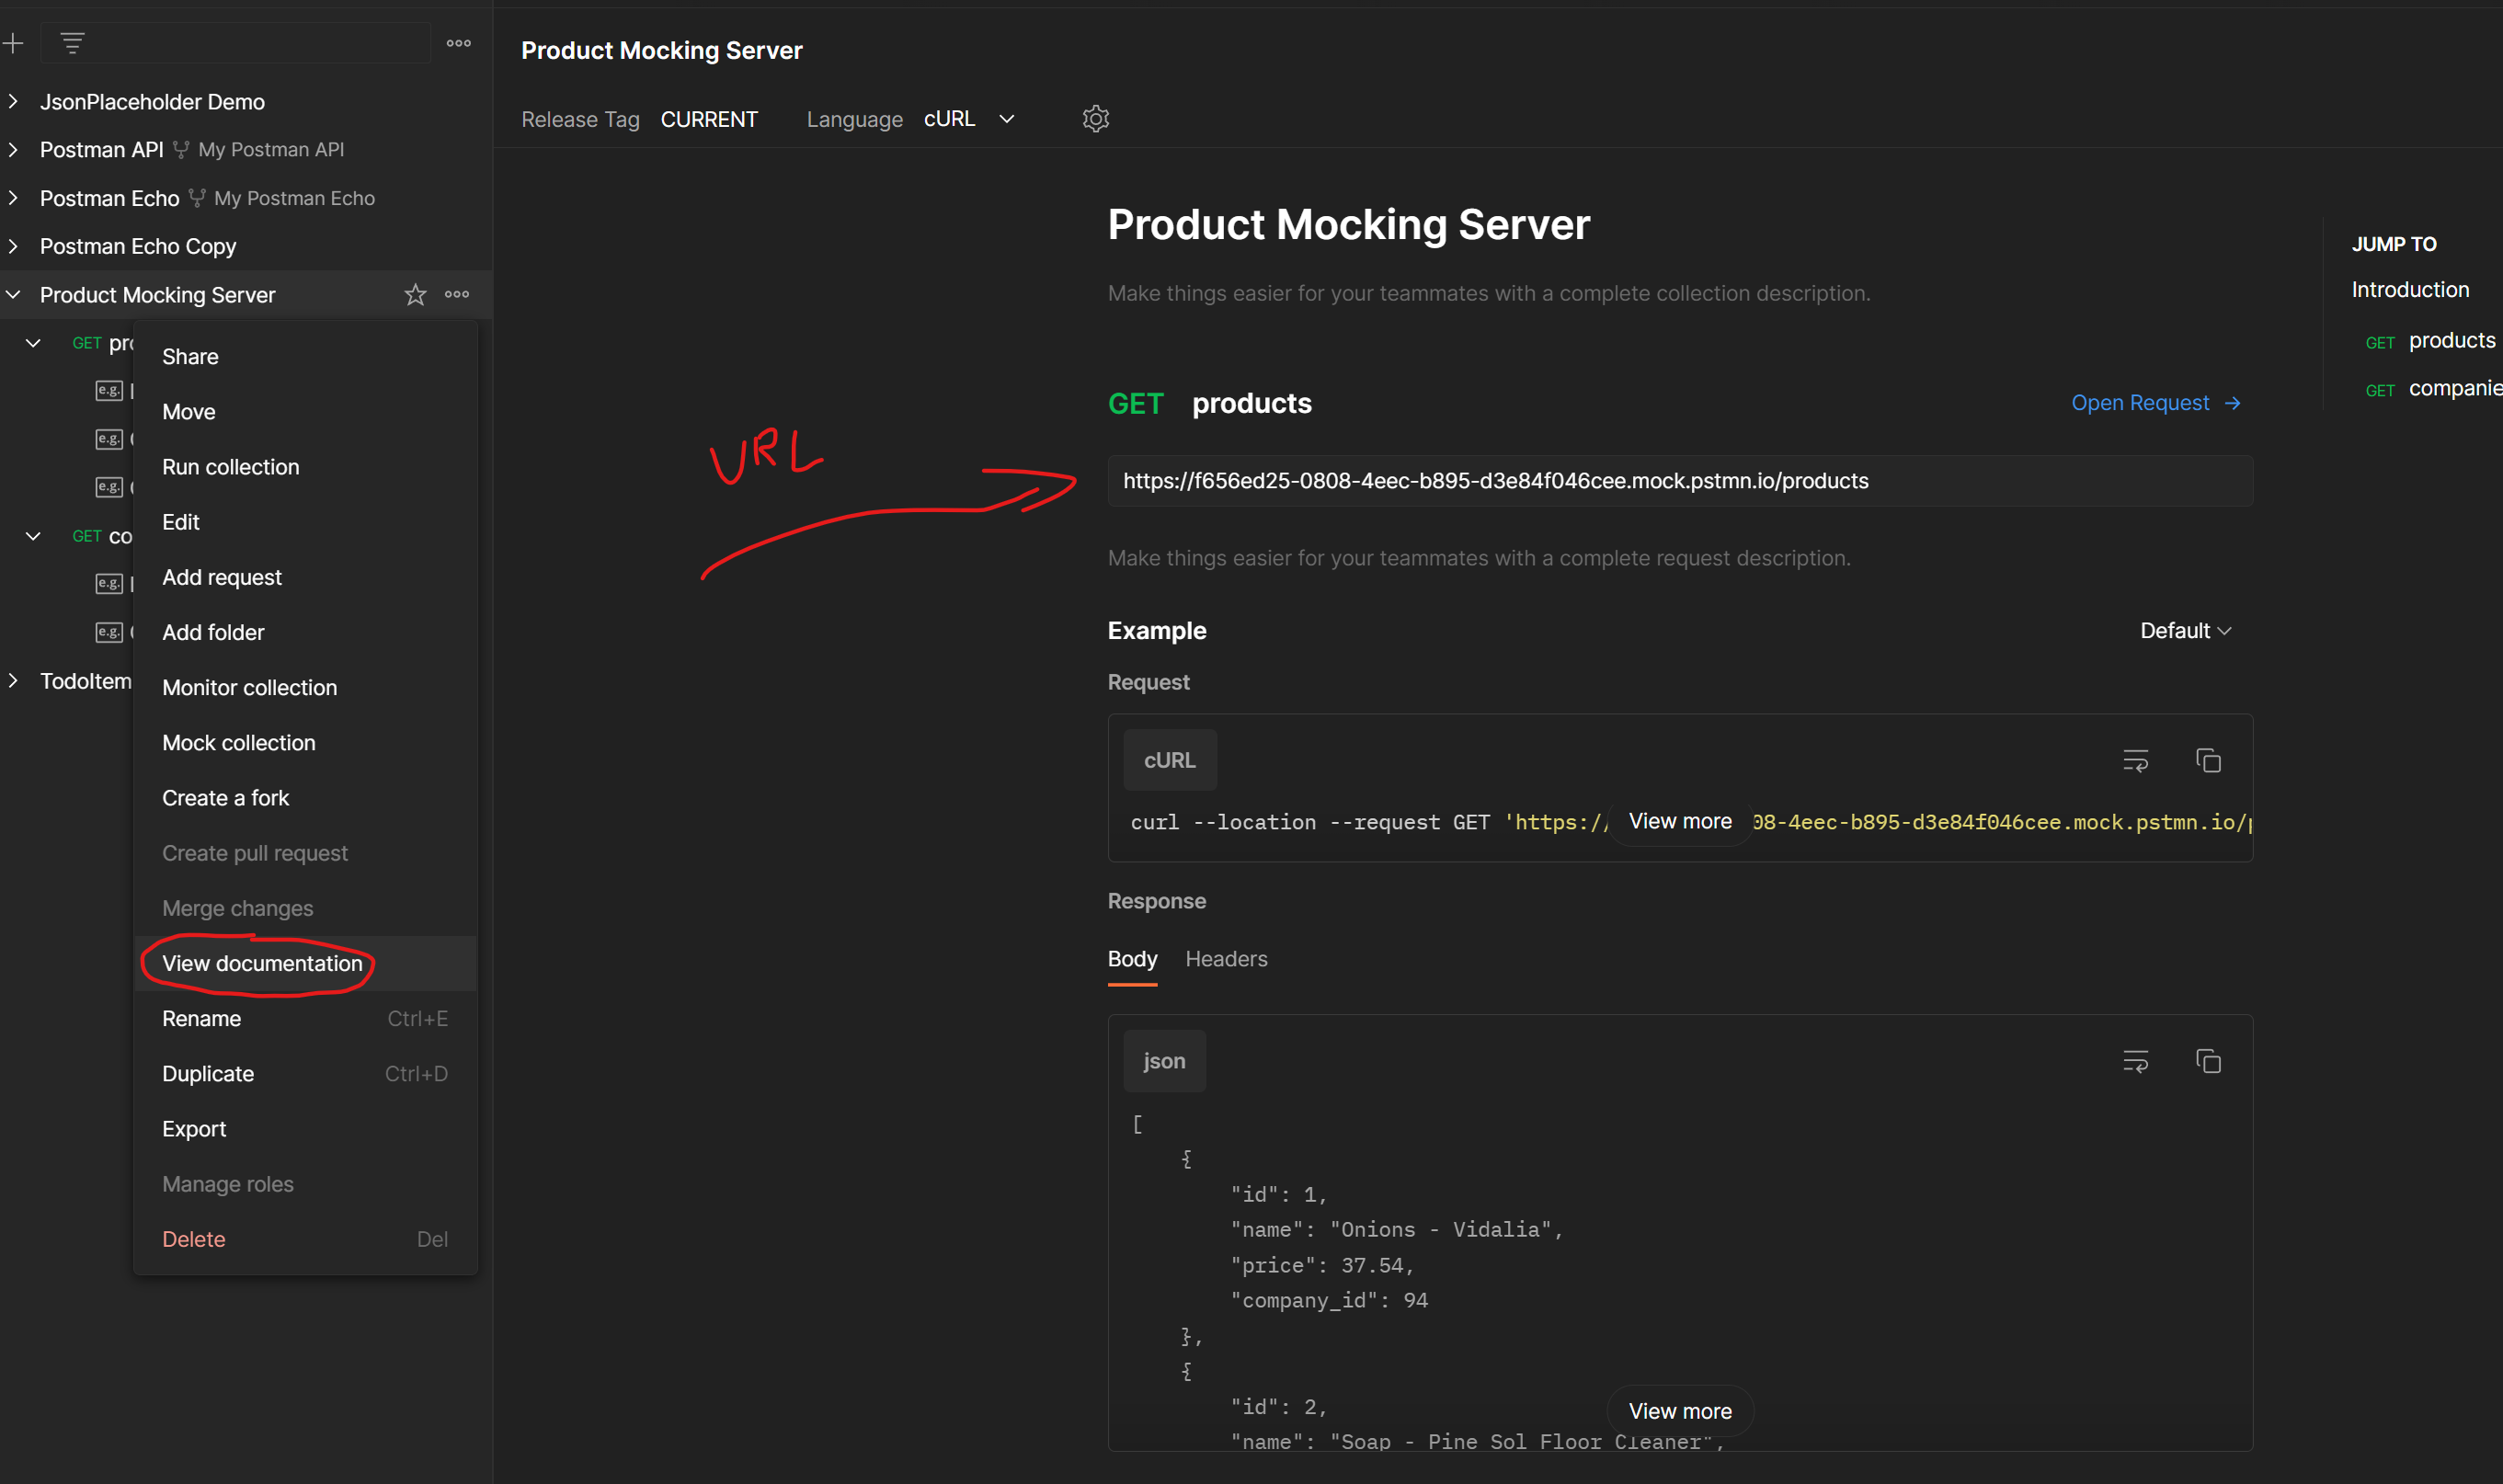 JsonPlaceholder Demo
Postman API My Postman API
Postman Echo My Postman Echo
Postman Echo Copy
Product Mocking Server
GET
e.g.
e.g.
e.g.
GET co
e.g.
e.g.
TodoItem
Share
Move
Run collection
Edit
Add request
Add folder
Monitor collection
Mock collection
Create a fork
Create pull request
Merge changes
View documentation
Rename Ctrl+E
Duplicate Ctrl+D
Export
Manage roles
Delete Del
Product Mocking Server
Release Tag CURRENT Language cURL
Product Mocking Server
Make things easier for your teammates with a complete collection description.
GET products Open Request
URL
https://f656ed25-0808-4eec-b895-d3e84f046cee.mock.pstmn.io/products
Make things easier for your teammates with a complete request description.
Example Default
Request
cURL
curl --location --request GET 'https:// View more 08-4eec-b895-d3e84f046cee.mock.pstmn.io/
Response
Body Headers
json
[
{
"id": 1,
"name": "Onions - Vidalia",
"price": 37.54,
"company_id": 94
},
{
"id": 2,
View more
"name": "Soap - Pine Sol Floor Cleaner",
JUMP TO
Introduction
GET products
GET companie